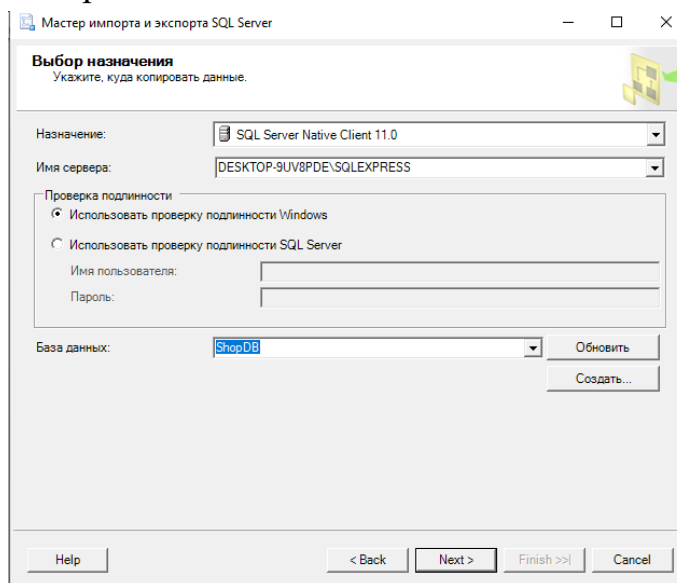 Мастер импорта и экспорта SQL Server
Выбор назначения
Укажите, куда копировать данные.
Назначение:
SQL Server Native Client 11.0
Имя сервера:
DESKTOP-9UV8PDE\SQLEXPRESS
Проверка подлинности
Использовать проверку подлинности Windows
Использовать проверку подлинности SQL Server
Имя пользователя:
Пароль:
База данных:
ShopDB
Обновить
Создать...
Help
< Back
Next >
Finish >>|
Cancel